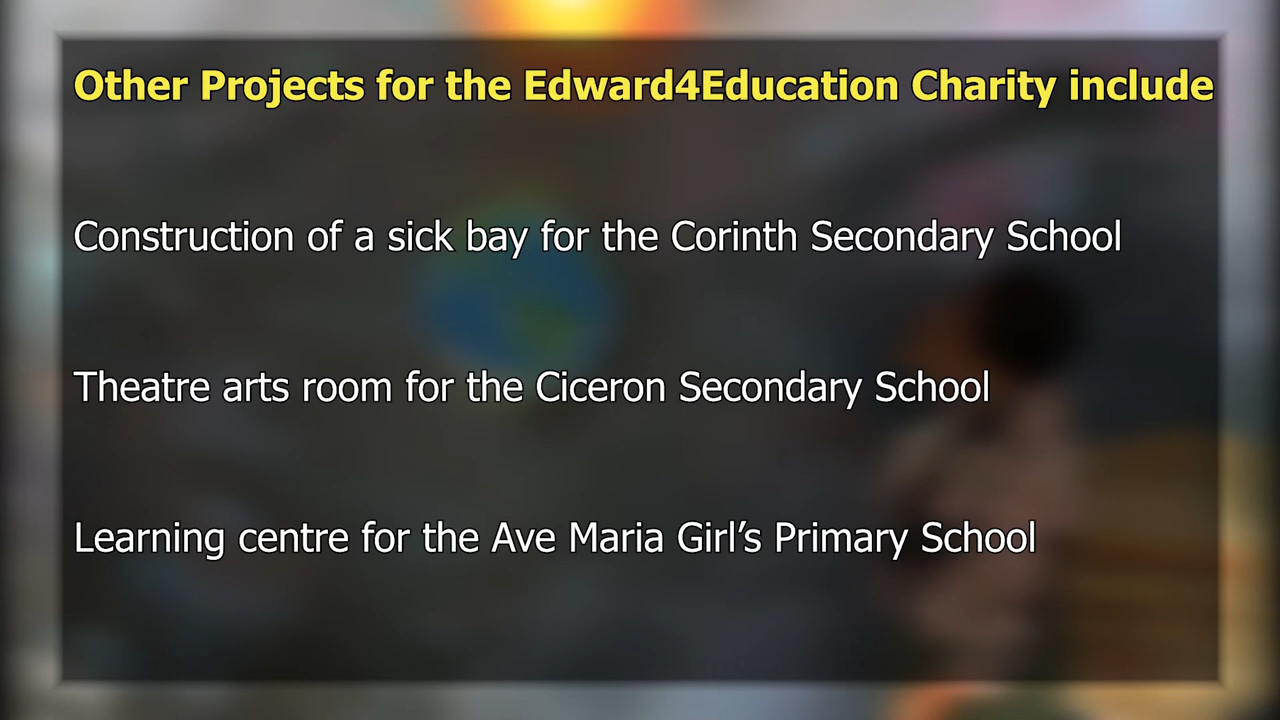 Other Projects for the Edward4Education Charity include
Construction of a sick bay for the Corinth Secondary School
Theatre arts room for the Ciceron Secondary School
Learning centre for the Ave Maria Girl’s Primary School